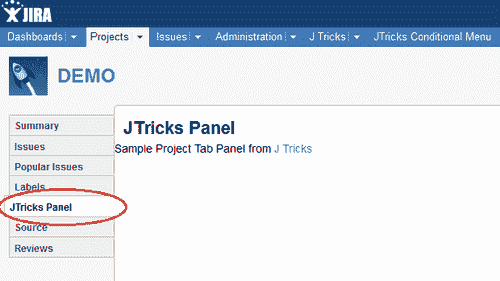 JIRA
Dashboards Projects Issues Administration J Tricks JTricks Conditional Menu
DEMO
Summary
Issues
Popular Issues
Labels
JTricks Panel
Source
Reviews
JTricks Panel
Sample Project Tab Panel from J Tricks